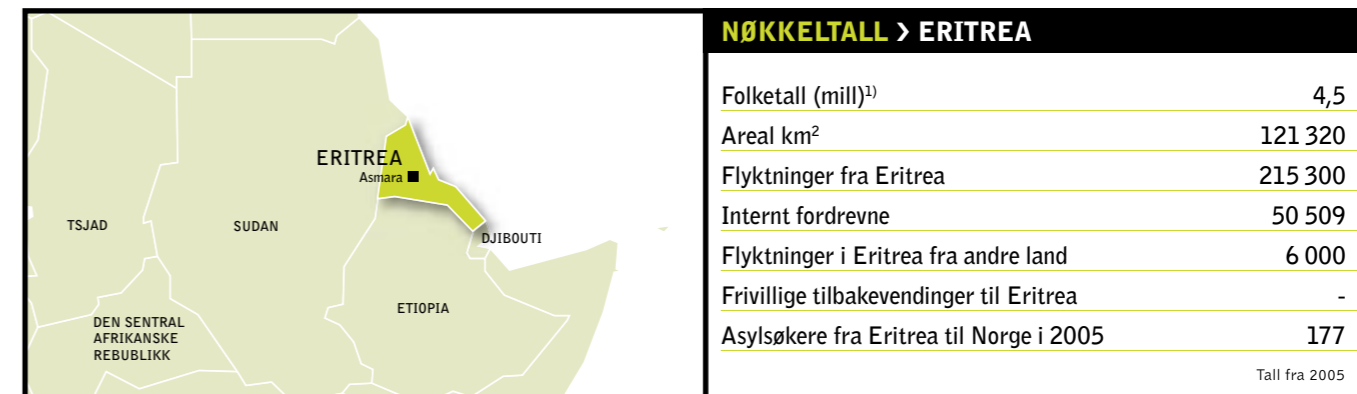 ERITREA
Asmara
TSJAD
SUDAN
DJIBOUTI
ETIOPIA
DEN SENTRAL
AFRIKANSKE
REBUBLIKK
NØKKELTALL > ERITREA
Folketall (mill)1) 4,5
Areal km2 121 320
Flyktninger fra Eritrea 215 300
Internt fordrevne 50 509
Flyktninger i Eritrea fra andre land 6 000
Frivillige tilbakevendinger til Eritrea -
Asylsøkere fra Eritrea til Norge i 2005 177
Tall fra 2005